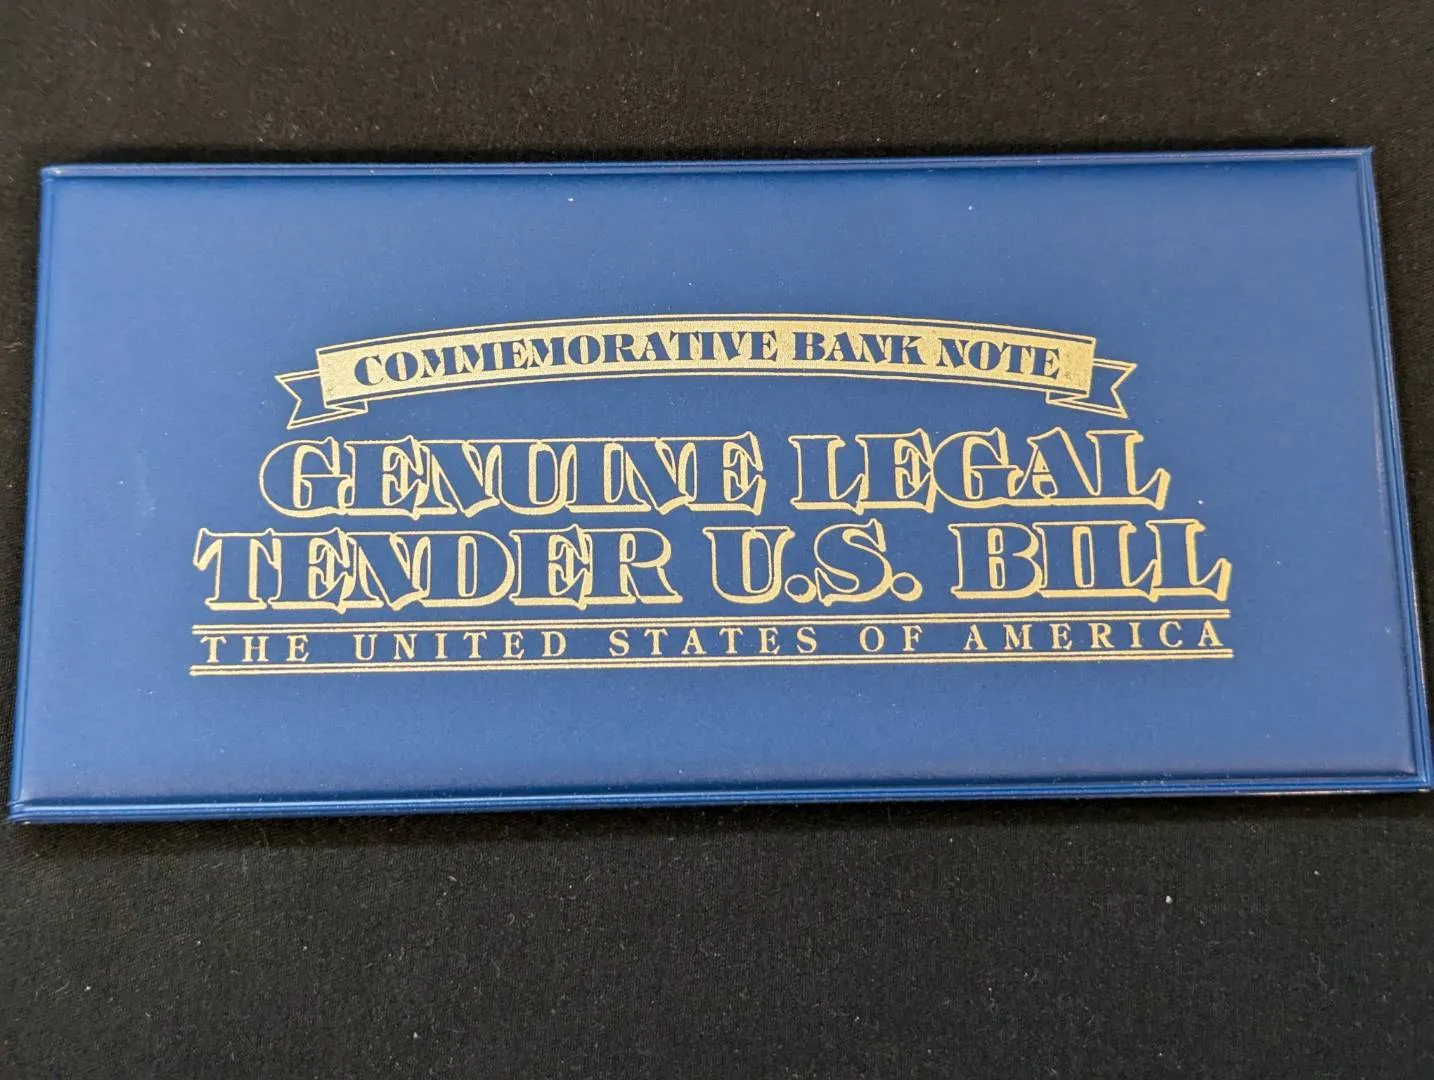 COMMEMORATIVE BANK NOTE
GENUINE LEGAL
TENDER U.S. BILL
THE UNITED STATES OF AMERICA